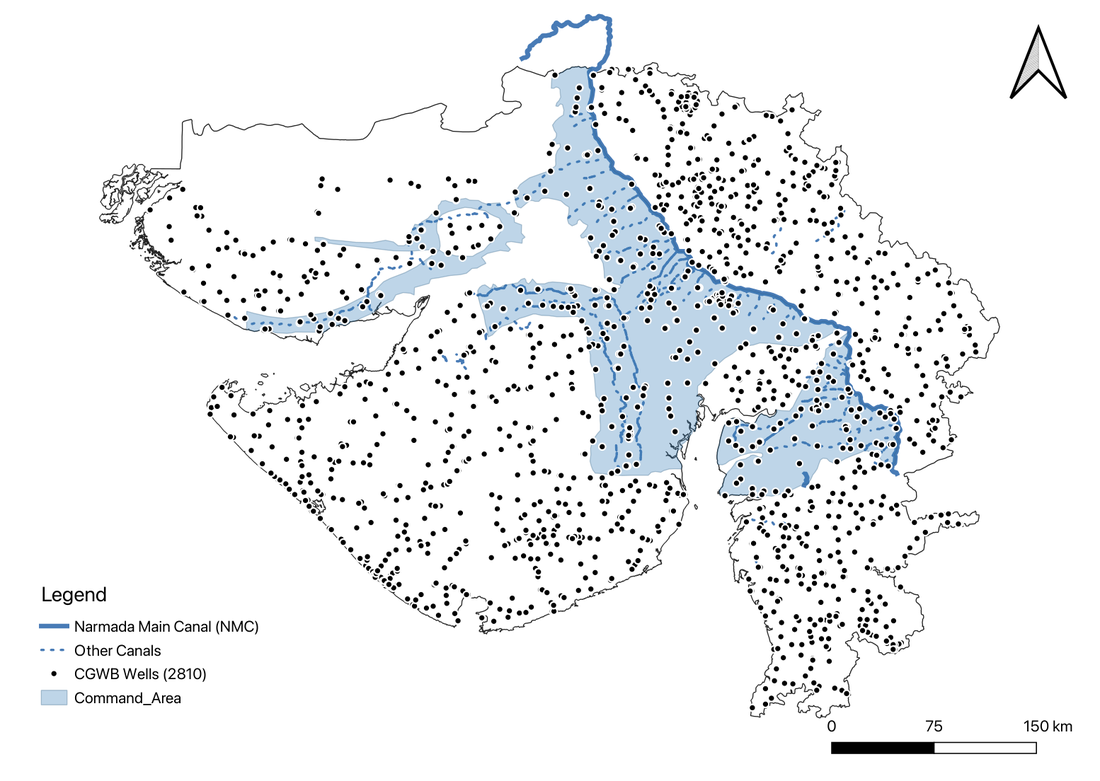 Legend
Narmada Main Canal (NMC)
Other Canals
CGWB Wells (2810)
Command_Area
0 75 150 km